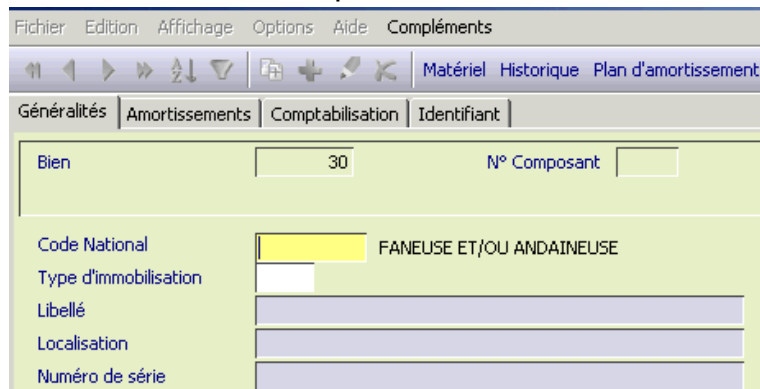 Fichier Edition Affichage Options Aide Compléments
Matériel Historique Plan d'amortissement
Généralités Amortissements Comptabilisation Identifiant
Bien 30 N° Composant
Code National FANEUSE ET/OU ANDAINEUSE
Type d'immobilisation
Libellé
Localisation
Numéro de série